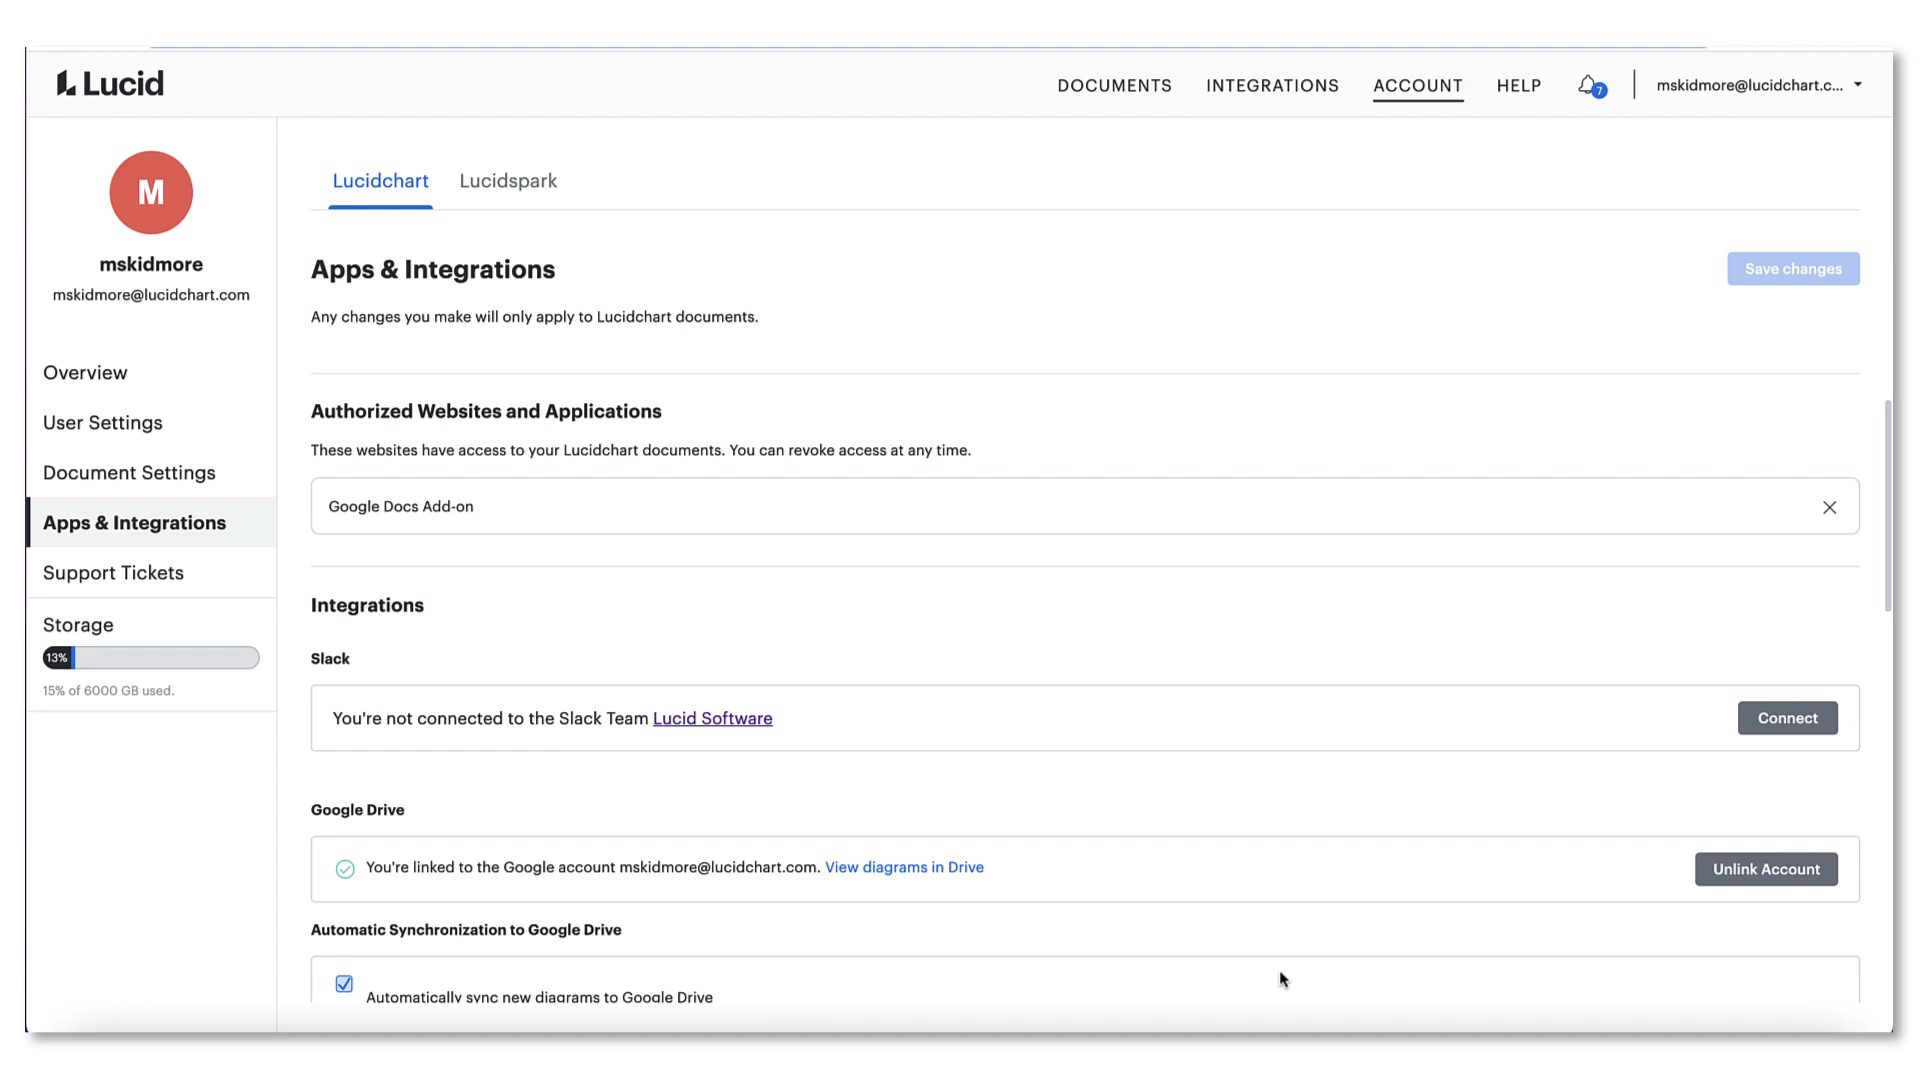 Lucid
DOCUMENTS INTEGRATIONS ACCOUNT HELP 7 mskidmore@lucidchart.c...
M
mskidmore
mskidmore@lucidchart.com
Overview
User Settings
Document Settings
Apps & Integrations
Support Tickets
Storage
13%
15% of 6000 GB used.
Lucidchart Lucidspark
Apps & Integrations
Save changes
Any changes you make will only apply to Lucidchart documents.
Authorized Websites and Applications
These websites have access to your Lucidchart documents. You can revoke access at any time.
Google Docs Add-on
Integrations
Slack
You're not connected to the Slack Team Lucid Software
Connect
Google Drive
You're linked to the Google account mskidmore@lucidchart.com. View diagrams in Drive
Unlink Account
Automatic Synchronization to Google Drive
Automatically sync new diagrams to Google Drive